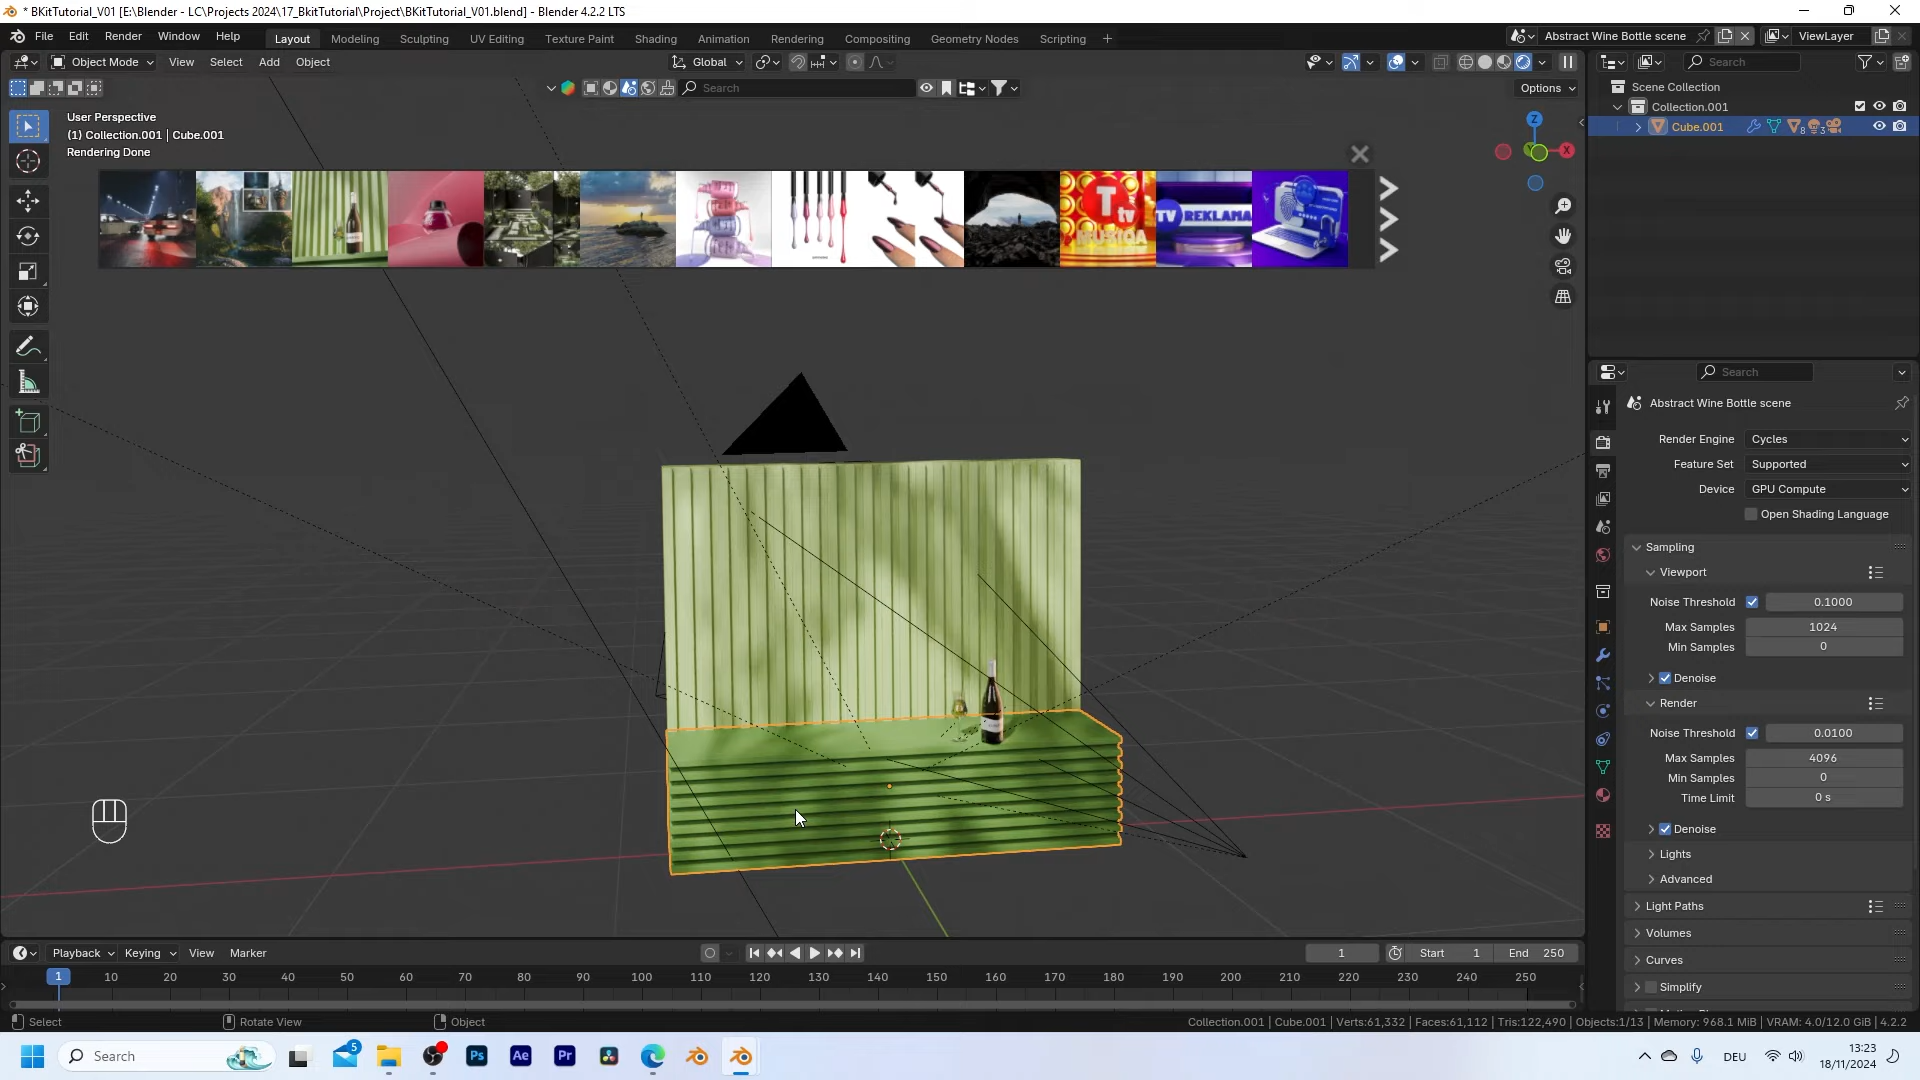 * BKitTutorial_V01 [E:\Blender - LC\Projects 2024\17_BkitTutorial\Project\BKitTutorial_V01.blend] - Blender 4.2.2 LTS
File Edit Render Window Help
Layout Modeling Sculpting UV Editing Texture Paint Shading Animation Rendering Compositing Geometry Nodes Scripting +
Abstract Wine Bottle scene
ViewLayer
Object Mode View Select Add Object
Global
Search
Search
Options
Scene Collection
Collection.001
Cube.001
8
3
User Perspective
(1) Collection.001 | Cube.001
Rendering Done
Z
X
T
tv
MUSIQA
TV REKLAMA
Search
Abstract Wine Bottle scene
Render Engine Cycles
Feature Set Supported
Device GPU Compute
Open Shading Language
Sampling
Viewport
Noise Threshold 0.1000
Max Samples 1024
Min Samples 0
Denoise
Render
Noise Threshold 0.0100
Max Samples 4096
Min Samples 0
Time Limit 0 s
Denoise
Lights
Advanced
Light Paths
Volumes
Curves
Simplify
Playback Keying View Marker
1
Start 1
End 250
1 10 20 30 40 50 60 70 80 90 100 110 120 130 140 150 160 170 180 190 200 210 220 230 240 250
Select
Rotate View
Object
Collection.001 | Cube.001 | Verts:61,332 | Faces:61,112 | Tris:122,490 | Objects:1/13 | Memory: 968.1 MiB | VRAM: 4.0/12.0 GiB | 4.2.2
Search
5
Ps
Ae
Pr
DEU
13:23
18/11/2024